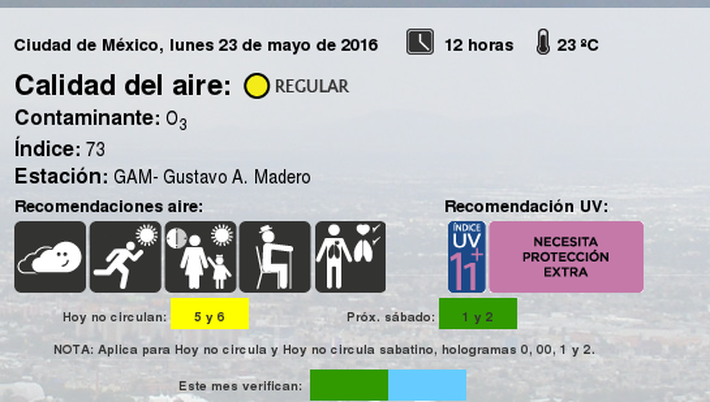 Ciudad de México, lunes 23 de mayo de 2016 12 horas 23 ºC
Calidad del aire: REGULAR
Contaminante: O3
Índice: 73
Estación: GAM- Gustavo A. Madero
Recomendaciones aire: Recomendación UV:
ÍNDICE
UV
11+
NECESITA
PROTECCIÓN
EXTRA
Hoy no circulan: 5 y 6 Próx. sábado: 1 y 2
NOTA: Aplica para Hoy no circula y Hoy no circula sabatino, hologramas 0, 00, 1 y 2.
Este mes verifican: